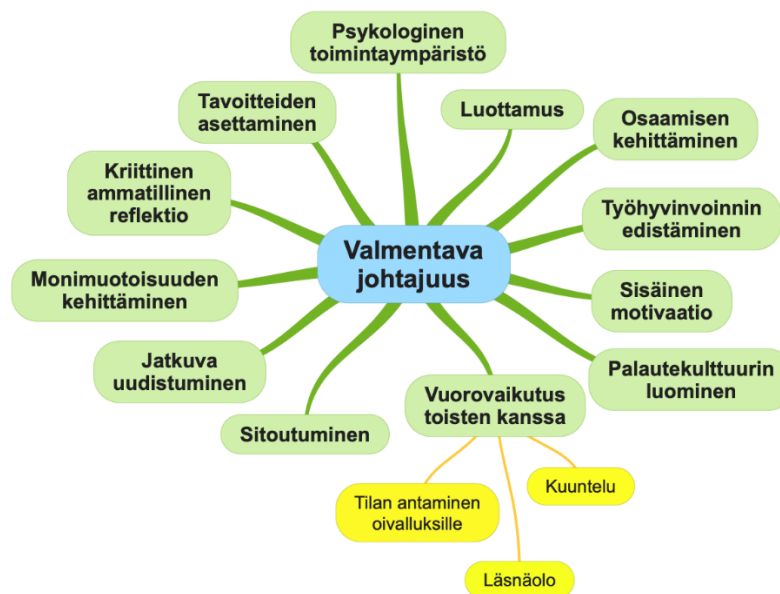 Psykologinen
toimintaympäristö
Tavoitteiden
asettaminen
Luottamus
Osaamisen
kehittäminen
Kriittinen
ammatillinen
reflektio
Työhyvinvoinnin
edistäminen
Valmentava
johtajuus
Monimuotoisuuden
kehittäminen
Sisäinen
motivaatio
Jatkuva
uudistuminen
Palautekulttuurin
luominen
Vuorovaikutus
toisten kanssa
Sitoutuminen
Kuuntelu
Tilan antaminen
oivalluksille
Läsnäolo